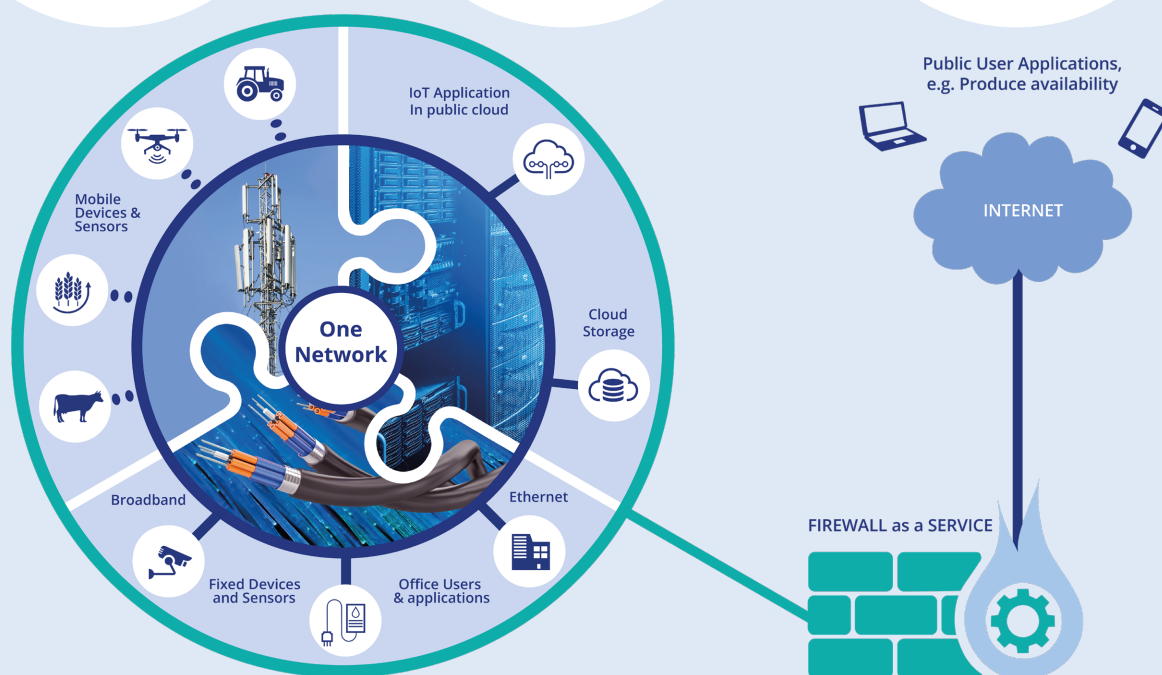 Public User Applications,
e.g. Produce availability
IoT Application
In public cloud
Mobile
Devices &
Sensors
INTERNET
Cloud
Storage
One
Network
Broadband
Ethernet
FIREWALL as a SERVICE
Fixed Devices
and Sensors
Office Users
& applications